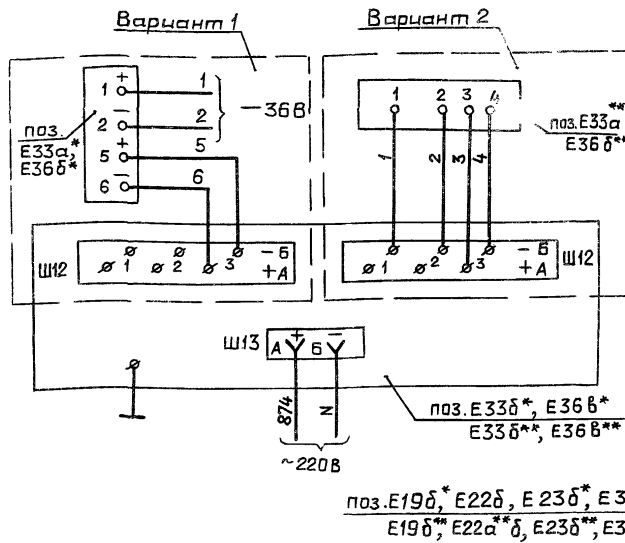 Вариант 1
Вариант 2
1 +
2 −
5 +
6 −
1
2
5
6
— 36В
поз.
Е33а,*
Е36б*
1 2 3 4
1 2 3 4
поз. Е33а**
Е36б**
Ш12
1 2 3
− Б
+ А
1 2 3
− Б
+ А
Ш12
Ш13
А + Б −
874
N
~220В
поз. Е33б*, Е36в*
Е33б**, Е36в**
поз. Е19б,* Е22б, Е23б*, Е3
Е19б** Е22а** б, Е23б**, Е3